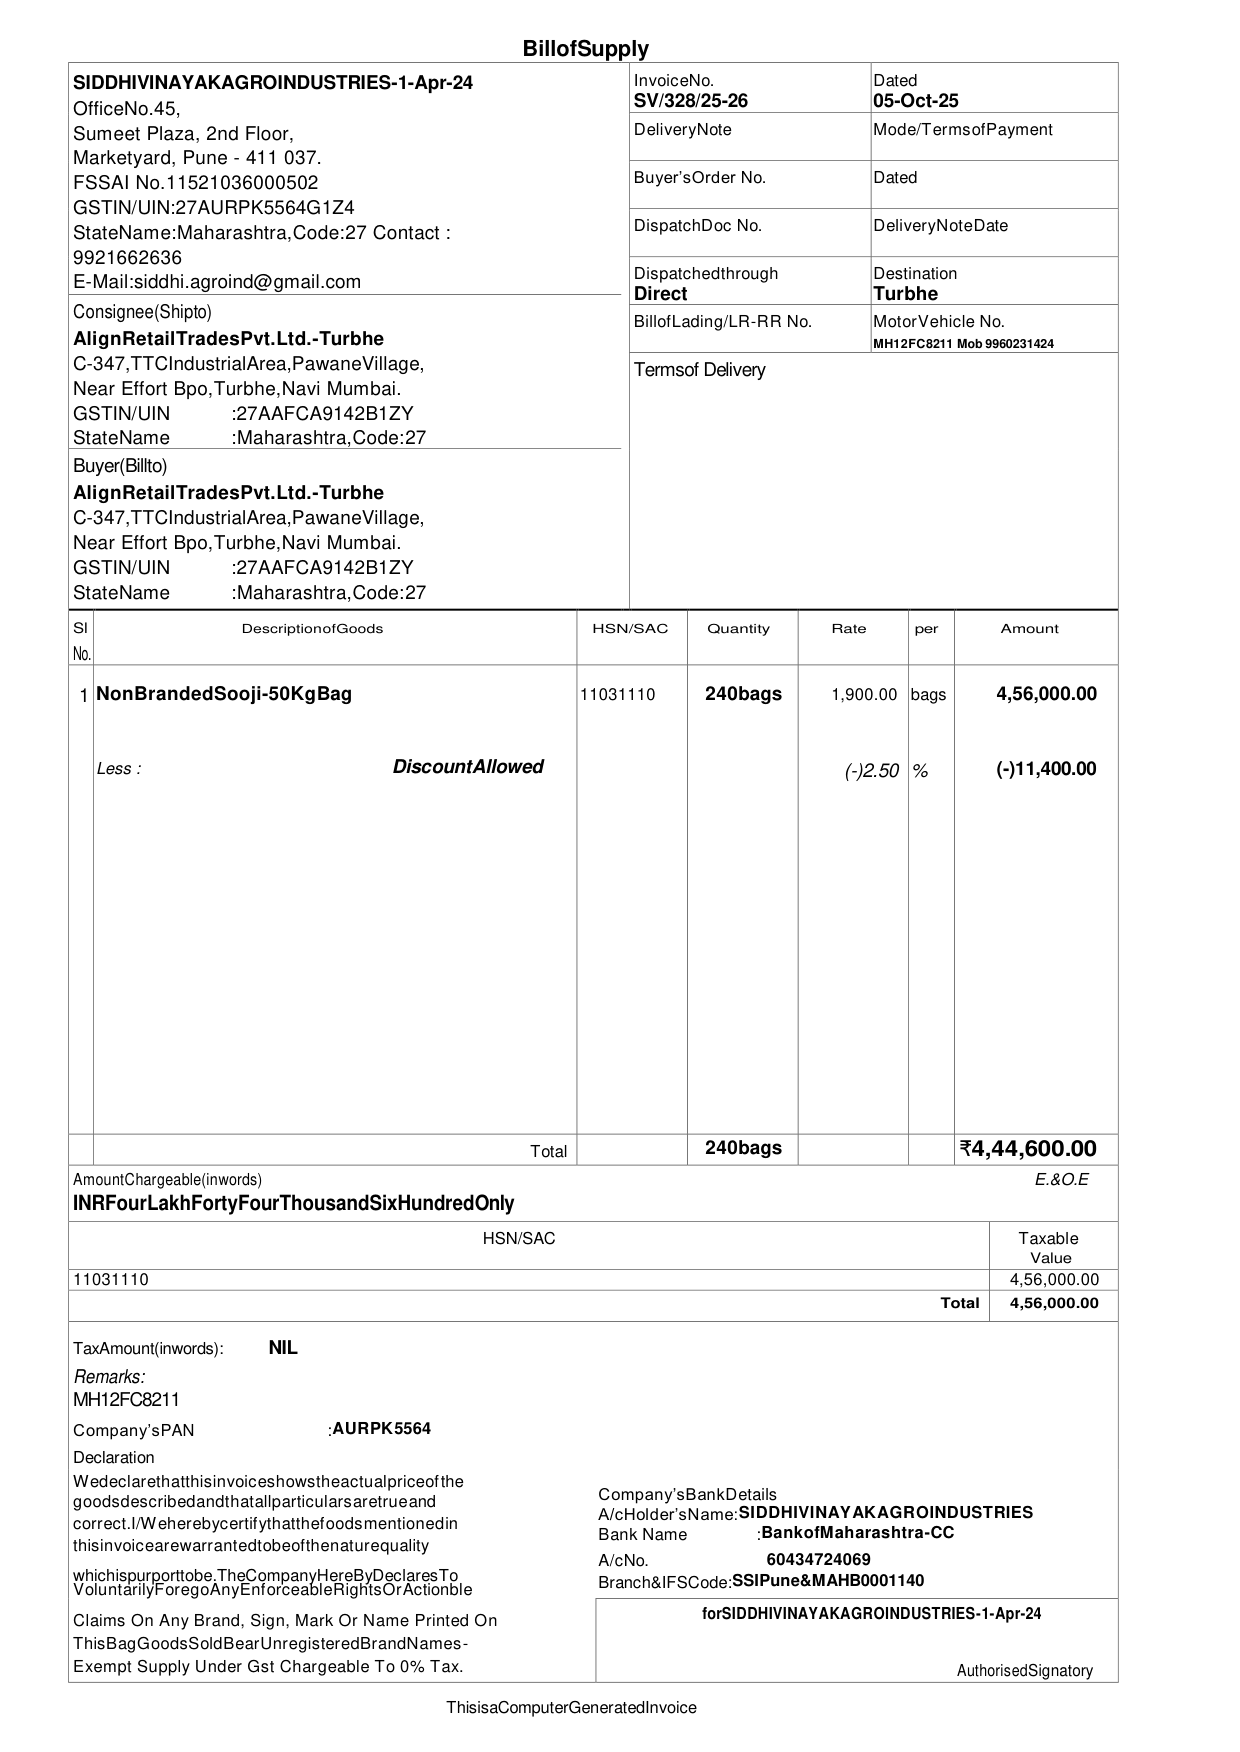 BillofSupply
SIDDHIVINAYAKAGROINDUSTRIES-1-Apr-24
OfficeNo.45,
Sumeet Plaza, 2nd Floor,
Marketyard, Pune - 411 037.
FSSAI No.11521036000502
GSTIN/UIN:27AURPK5564G1Z4
StateName:Maharashtra,Code:27 Contact :
9921662636
E-Mail:siddhi.agroind@gmail.com
InvoiceNo. Dated
SV/328/25-26 05-Oct-25
DeliveryNote Mode/TermsofPayment
Buyer'sOrder No. Dated
DispatchDoc No. DeliveryNoteDate
Dispatchedthrough Destination
Direct Turbhe
BillofLading/LR-RR No. MotorVehicle No.
MH12FC8211 Mob 9960231424
Termsof Delivery
Consignee(Shipto)
AlignRetailTradesPvt.Ltd.-Turbhe
C-347,TTCIndustrialArea,PawaneVillage,
Near Effort Bpo,Turbhe,Navi Mumbai.
GSTIN/UIN :27AAFCA9142B1ZY
StateName :Maharashtra,Code:27
Buyer(Billto)
AlignRetailTradesPvt.Ltd.-Turbhe
C-347,TTCIndustrialArea,PawaneVillage,
Near Effort Bpo,Turbhe,Navi Mumbai.
GSTIN/UIN :27AAFCA9142B1ZY
StateName :Maharashtra,Code:27
Sl DescriptionofGoods HSN/SAC Quantity Rate per Amount
No.
1 NonBrandedSooji-50KgBag 11031110 240bags 1,900.00 bags 4,56,000.00
Less : DiscountAllowed (-)2.50 % (-)11,400.00
Total 240bags ₹4,44,600.00
AmountChargeable(inwords) E.&O.E
INRFourLakhFortyFourThousandSixHundredOnly
HSN/SAC Taxable
Value
11031110 4,56,000.00
Total 4,56,000.00
TaxAmount(inwords): NIL
Remarks:
MH12FC8211
Company'sPAN :AURPK5564
Declaration
Wedeclarethatthisinvoiceshowstheactualpriceofthe
goodsdescribedandthatallparticularsaretrueand
correct.I/Weherebycertifythatthefoodsmentionedin
thisinvoicearewarrantedtobeofthenaturequality
whichispurporttobe.TheCompanyHereByDeclaresTo
VoluntarilyForegoAnyEnforceableRightsOrActionble
Claims On Any Brand, Sign, Mark Or Name Printed On
ThisBagGoodsSoldBearUnregisteredBrandNames-
Exempt Supply Under Gst Chargeable To 0% Tax.
Company'sBankDetails
A/cHolder'sName:SIDDHIVINAYAKAGROINDUSTRIES
Bank Name :BankofMaharashtra-CC
A/cNo. 60434724069
Branch&IFSCode:SSIPune&MAHB0001140
forSIDDHIVINAYAKAGROINDUSTRIES-1-Apr-24
AuthorisedSignatory
ThisisaComputerGeneratedInvoice